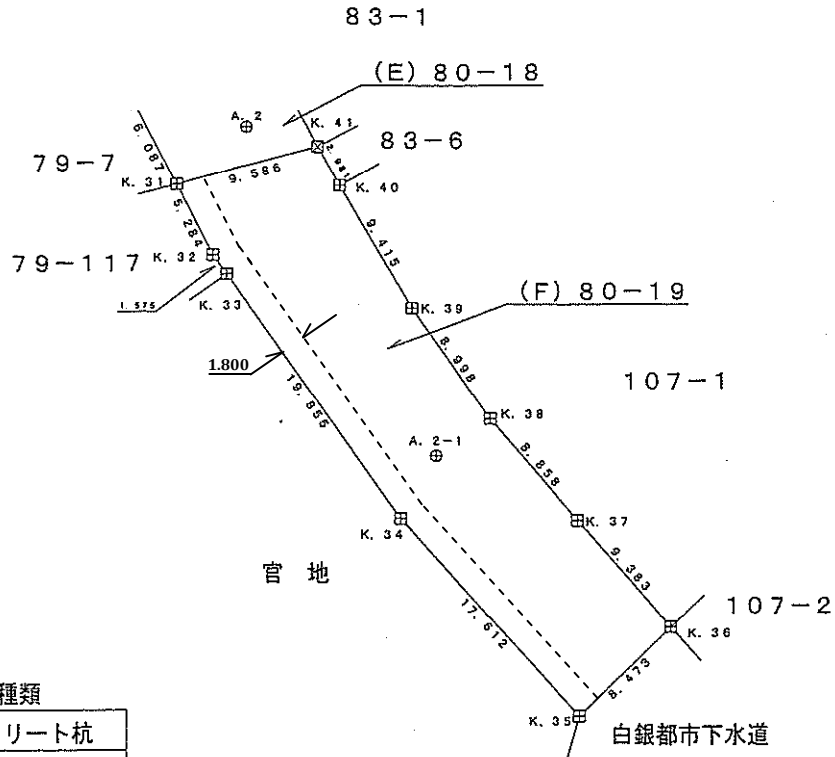 83-1
(E) 80-18
A. 2
K. 41
83-6
6. 087
79-7
K. 31
9. 586
2. 981
K. 40
5. 284
9. 415
79-117
K. 32
K. 33
1. 575
K. 39
(F) 80-19
1.800
8. 998
107-1
19. 855
K. 38
A. 2-1
8. 858
K. 34
K. 37
官 地
9. 383
107-2
17. 612
K. 36
8. 473
種類
K. 35
リート杭
白銀都市下水道